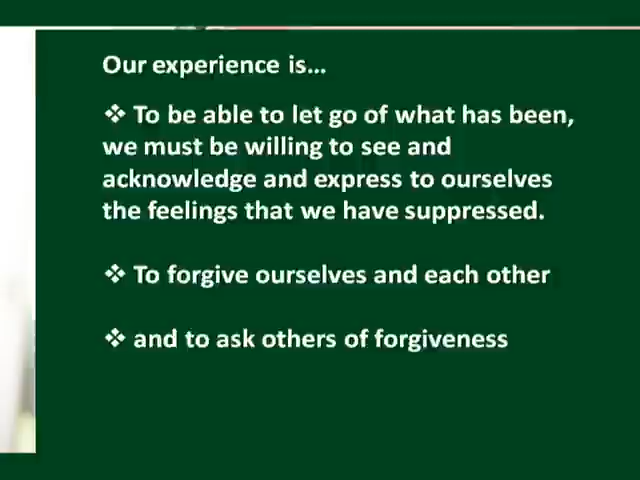 Our experience is...
❖ To be able to let go of what has been,
we must be willing to see and
acknowledge and express to ourselves
the feelings that we have suppressed.
❖ To forgive ourselves and each other
❖ and to ask others of forgiveness